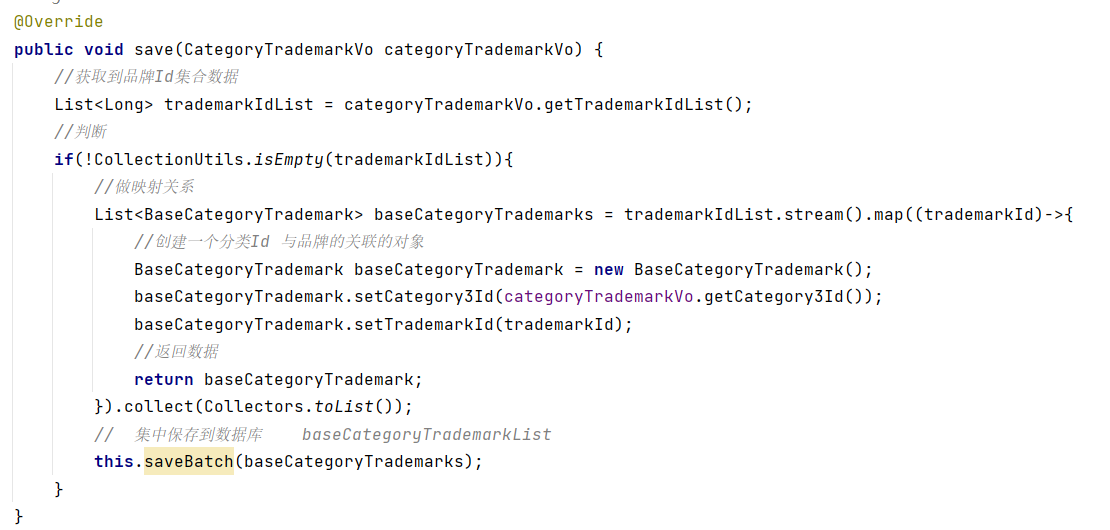 @Override
public void save(CategoryTrademarkVo categoryTrademarkVo) {
    //获取到品牌Id集合数据
    List<Long> trademarkIdList = categoryTrademarkVo.getTrademarkIdList();
    //判断
    if(!CollectionUtils.isEmpty(trademarkIdList)){
        //做映射关系
        List<BaseCategoryTrademark> baseCategoryTrademarks = trademarkIdList.stream().map((trademarkId)->{
            //创建一个分类Id 与品牌的关联的对象
            BaseCategoryTrademark baseCategoryTrademark = new BaseCategoryTrademark();
            baseCategoryTrademark.setCategory3Id(categoryTrademarkVo.getCategory3Id());
            baseCategoryTrademark.setTrademarkId(trademarkId);
            //返回数据
            return baseCategoryTrademark;
        }).collect(Collectors.toList());
        //  集中保存到数据库    baseCategoryTrademarkList
        this.saveBatch(baseCategoryTrademarks);
    }
}